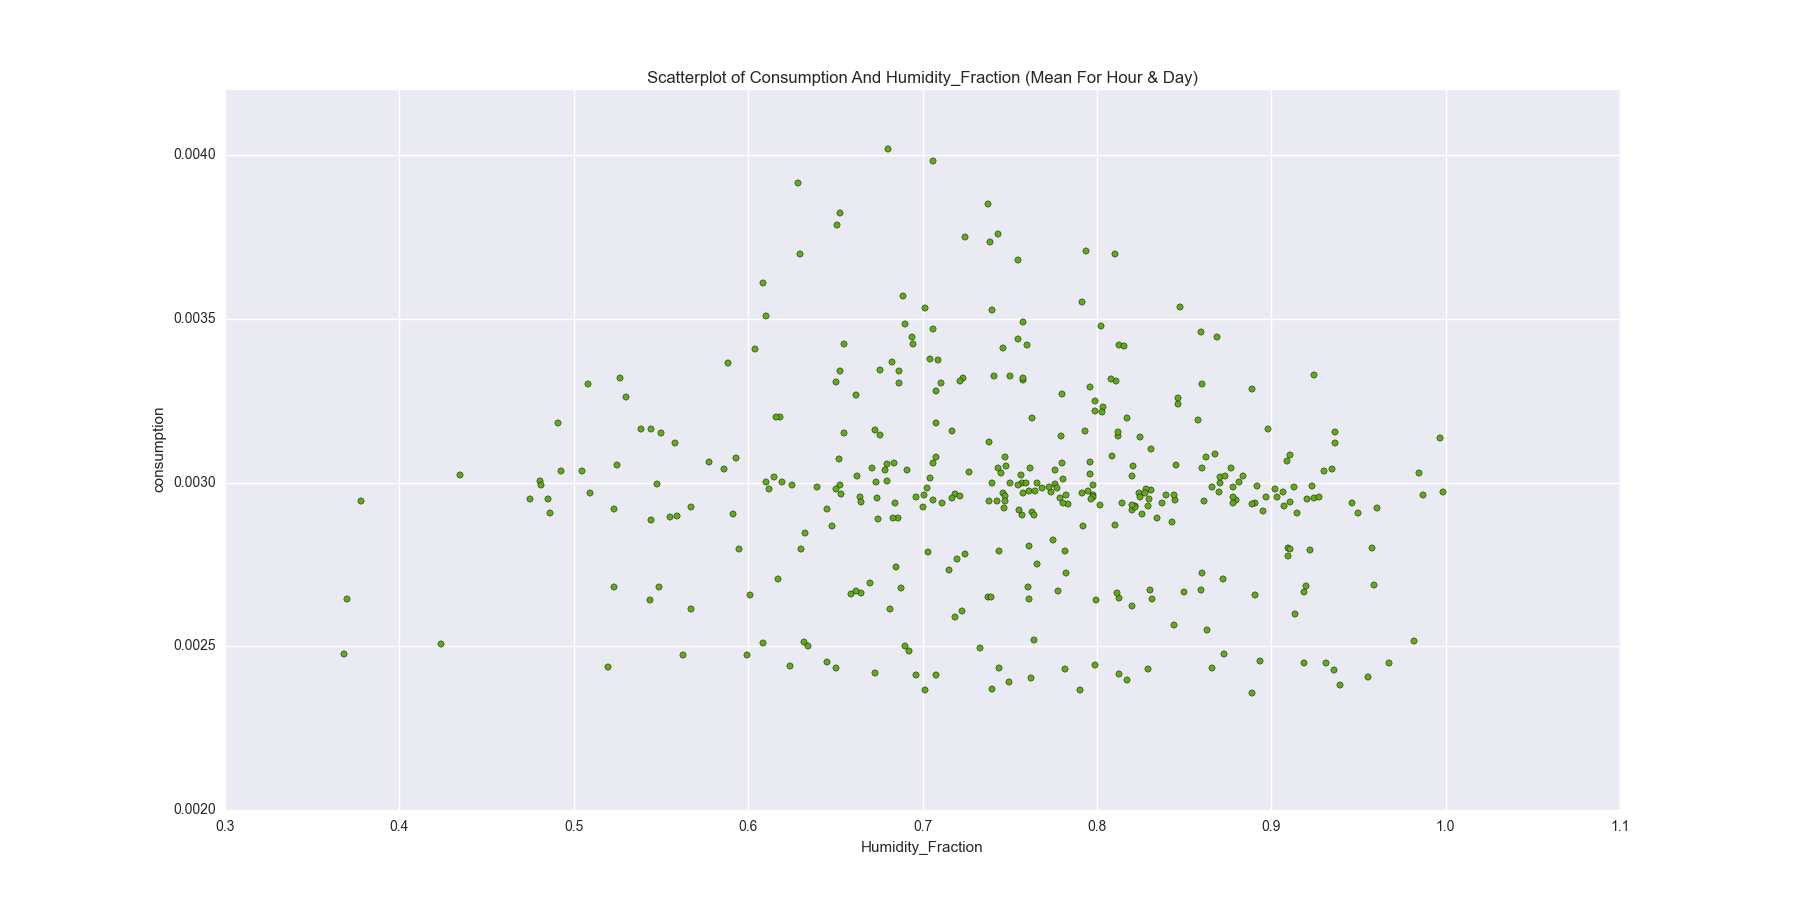 Scatterplot of Consumption And Humidity_Fraction (Mean For Hour & Day)
0.0040
0.0035
0.0030
0.0025
0.0020
consumption
0.3 0.4 0.5 0.6 0.7 0.8 0.9 1.0 1.1
Humidity_Fraction